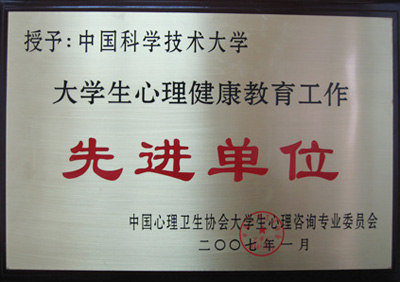 授予:中国科学技术大学
大学生心理健康教育工作
先进单位
中国心理卫生协会大学生心理咨询专业委员会
二〇〇七年一月